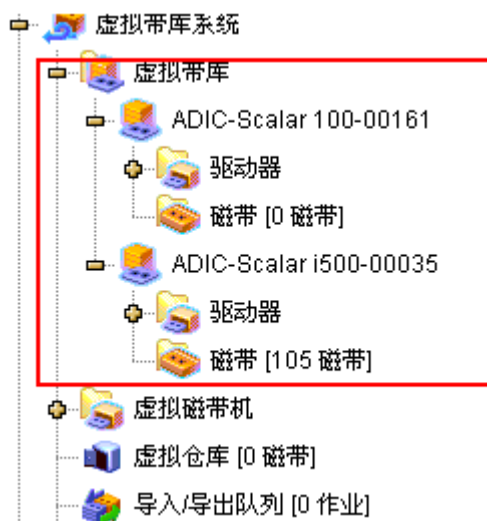 虚拟带库系统
虚拟带库
ADIC-Scalar 100-00161
驱动器
磁带 [0 磁带]
ADIC-Scalar i500-00035
驱动器
磁带 [105 磁带]
虚拟磁带机
虚拟仓库 [0 磁带]
导入/导出队列 [0 作业]